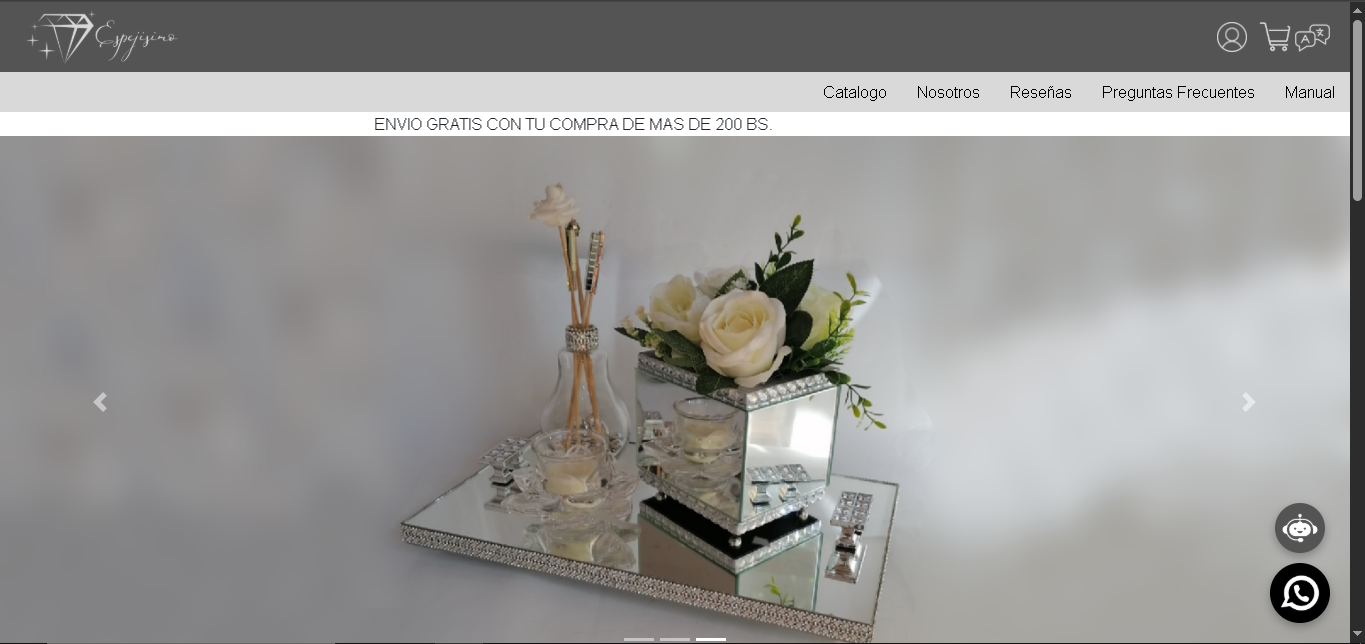 Espejisimo
Catalogo Nosotros Reseñas Preguntas Frecuentes Manual
ENVIO GRATIS CON TU COMPRA DE MAS DE 200 BS.